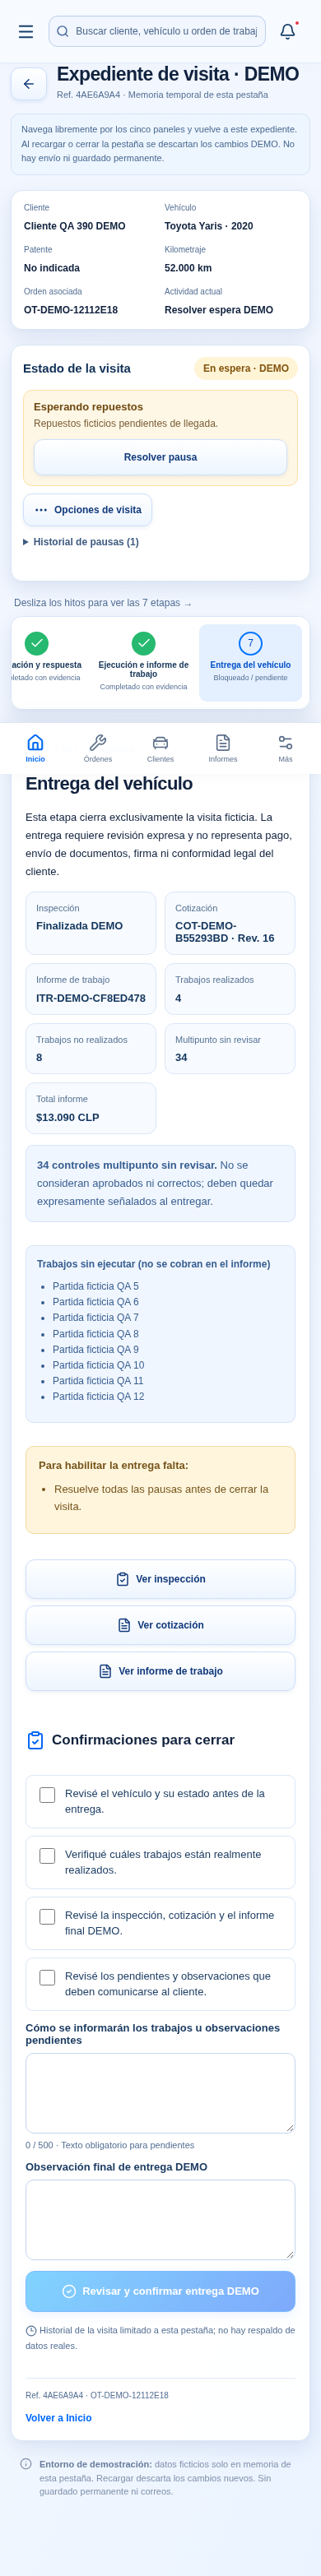 Buscar cliente, vehículo u orden de trabaj
Expediente de visita · DEMO
Ref. 4AE6A9A4 · Memoria temporal de esta pestaña
Navega libremente por los cinco paneles y vuelve a este expediente.
Al recargar o cerrar la pestaña se descartan los cambios DEMO. No
hay envío ni guardado permanente.
Cliente
Cliente QA 390 DEMO
Vehículo
Toyota Yaris · 2020
Patente
No indicada
Kilometraje
52.000 km
Orden asociada
OT-DEMO-12112E18
Actividad actual
Resolver espera DEMO
Estado de la visita
En espera · DEMO
Esperando repuestos
Repuestos ficticios pendientes de llegada.
Resolver pausa
Opciones de visita
Historial de pausas (1)
Desliza los hitos para ver las 7 etapas →
ación y respuesta
letado con evidencia
Ejecución e informe de
trabajo
Completado con evidencia
7
Entrega del vehículo
Bloqueado / pendiente
Inicio
Órdenes
Clientes
Informes
Más
Entrega del vehículo
Esta etapa cierra exclusivamente la visita ficticia. La
entrega requiere revisión expresa y no representa pago,
envío de documentos, firma ni conformidad legal del
cliente.
Inspección
Finalizada DEMO
Cotización
COT-DEMO-
B55293BD · Rev. 16
Informe de trabajo
ITR-DEMO-CF8ED478
Trabajos realizados
4
Trabajos no realizados
8
Multipunto sin revisar
34
Total informe
$13.090 CLP
34 controles multipunto sin revisar. No se
consideran aprobados ni correctos; deben quedar
expresamente señalados al entregar.
Trabajos sin ejecutar (no se cobran en el informe)
• Partida ficticia QA 5
• Partida ficticia QA 6
• Partida ficticia QA 7
• Partida ficticia QA 8
• Partida ficticia QA 9
• Partida ficticia QA 10
• Partida ficticia QA 11
• Partida ficticia QA 12
Para habilitar la entrega falta:
• Resuelve todas las pausas antes de cerrar la
visita.
Ver inspección
Ver cotización
Ver informe de trabajo
Confirmaciones para cerrar
Revisé el vehículo y su estado antes de la
entrega.
Verifiqué cuáles trabajos están realmente
realizados.
Revisé la inspección, cotización y el informe
final DEMO.
Revisé los pendientes y observaciones que
deben comunicarse al cliente.
Cómo se informarán los trabajos u observaciones
pendientes
0 / 500 · Texto obligatorio para pendientes
Observación final de entrega DEMO
Revisar y confirmar entrega DEMO
Historial de la visita limitado a esta pestaña; no hay respaldo de
datos reales.
Ref. 4AE6A9A4 · OT-DEMO-12112E18
Volver a Inicio
Entorno de demostración: datos ficticios solo en memoria de
esta pestaña. Recargar descarta los cambios nuevos. Sin
guardado permanente ni correos.